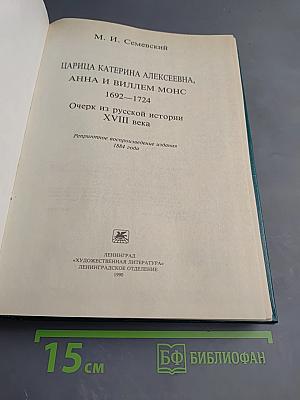 М. И. Семевский
ЦАРИЦА КАТЕРИНА АЛЕКСЕЕВНА,
АННА И ВИЛЛЕМ МОНС
1692—1724
Очерк из русской истории
XVIII века
Репринтное воспроизведение издания
1884 года
ЛЕНИНГРАД
«ХУДОЖЕСТВЕННАЯ ЛИТЕРАТУРА»
ЛЕНИНГРАДСКОЕ ОТДЕЛЕНИЕ
1990
15 см
БФ БИБЛИОФАН